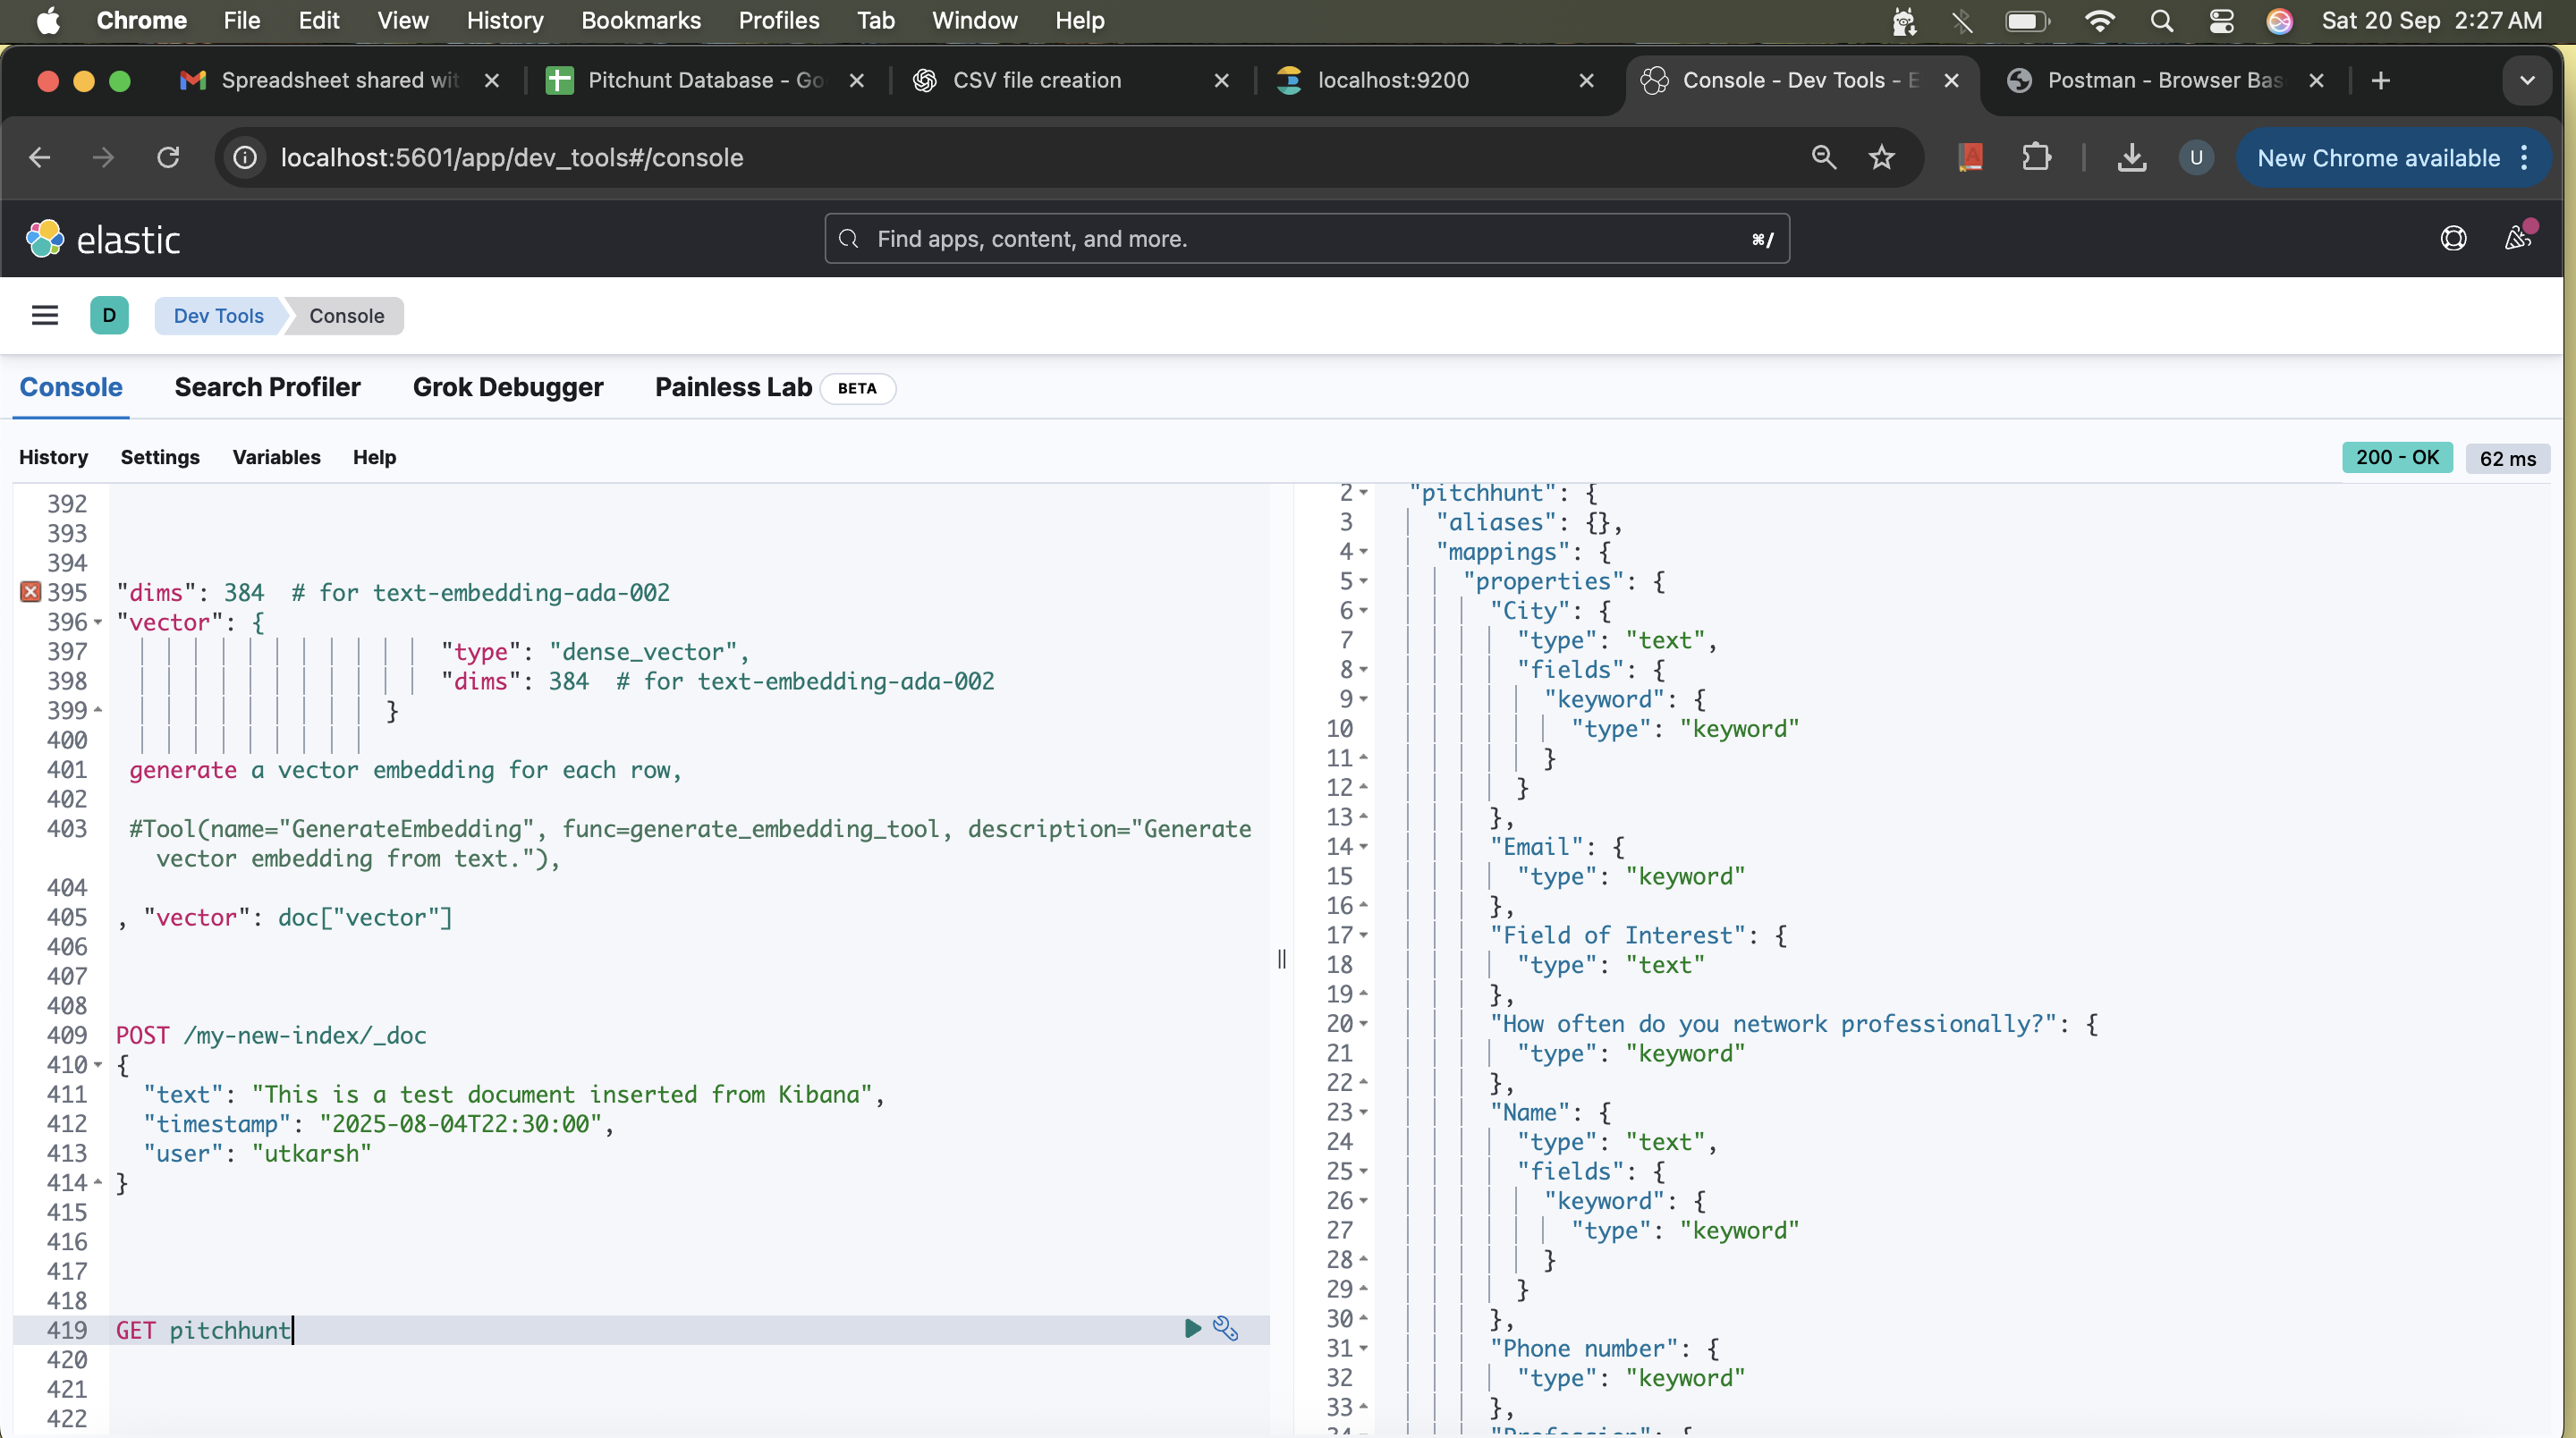 Chrome File Edit View History Bookmarks Profiles Tab Window Help Sat 20 Sep 2:27 AM
Spreadsheet shared wit Pitchunt Database - Go CSV file creation localhost:9200 Console - Dev Tools - E Postman - Browser Bas
localhost:5601/app/dev_tools#/console U New Chrome available
elastic Find apps, content, and more. ⌘/
D Dev Tools Console
Console Search Profiler Grok Debugger Painless Lab BETA
History Settings Variables Help 200 - OK 62 ms
392
393
394
395 "dims": 384  # for text-embedding-ada-002
396 "vector": {
397 "type": "dense_vector",
398 "dims": 384  # for text-embedding-ada-002
399 }
400
401 generate a vector embedding for each row,
402
403 #Tool(name="GenerateEmbedding", func=generate_embedding_tool, description="Generate
vector embedding from text."),
404
405 , "vector": doc["vector"]
406
407
408
409 POST /my-new-index/_doc
410 {
411 "text": "This is a test document inserted from Kibana",
412 "timestamp": "2025-08-04T22:30:00",
413 "user": "utkarsh"
414 }
415
416
417
418
419 GET pitchhunt
420
421
422
2 "pitchhunt": {
3 "aliases": {},
4 "mappings": {
5 "properties": {
6 "City": {
7 "type": "text",
8 "fields": {
9 "keyword": {
10 "type": "keyword"
11 }
12 }
13 },
14 "Email": {
15 "type": "keyword"
16 },
17 "Field of Interest": {
18 "type": "text"
19 },
20 "How often do you network professionally?": {
21 "type": "keyword"
22 },
23 "Name": {
24 "type": "text",
25 "fields": {
26 "keyword": {
27 "type": "keyword"
28 }
29 }
30 },
31 "Phone number": {
32 "type": "keyword"
33 },
34 "Profession": {